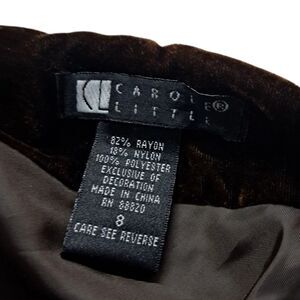 CL
CAROLE®
LITTLE
82% RAYON
18% NYLON
100% POLYESTER
EXCLUSIVE OF
DECORATION
MADE IN CHINA
RN 88820
8
CARE SEE REVERSE